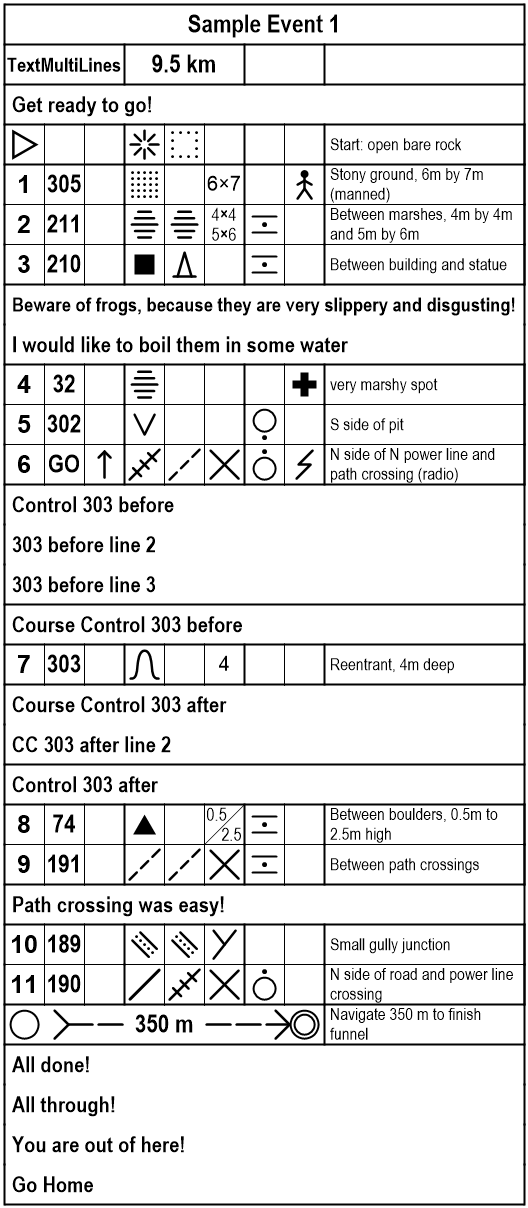 Sample Event 1
TextMultiLines 9.5 km
Get ready to go!
Start: open bare rock
1 305 6×7 Stony ground, 6m by 7m
(manned)
2 211 4×4 Between marshes, 4m by 4m
5×6 and 5m by 6m
3 210 Between building and statue
Beware of frogs, because they are very slippery and disgusting!
I would like to boil them in some water
4 32 very marshy spot
5 302 S side of pit
6 GO N side of N power line and
path crossing (radio)
Control 303 before
303 before line 2
303 before line 3
Course Control 303 before
7 303 4 Reentrant, 4m deep
Course Control 303 after
CC 303 after line 2
Control 303 after
8 74 0.5/2.5 Between boulders, 0.5m to
2.5m high
9 191 Between path crossings
Path crossing was easy!
10 189 Small gully junction
11 190 N side of road and power line
crossing
350 m Navigate 350 m to finish
funnel
All done!
All through!
You are out of here!
Go Home